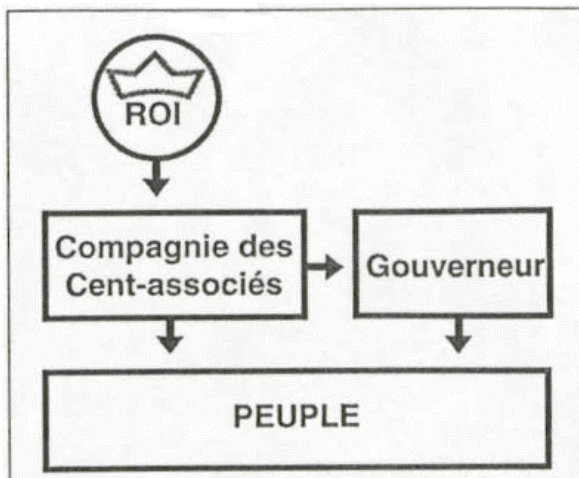 ROI
Compagnie des
Cent-associés
Gouverneur
PEUPLE